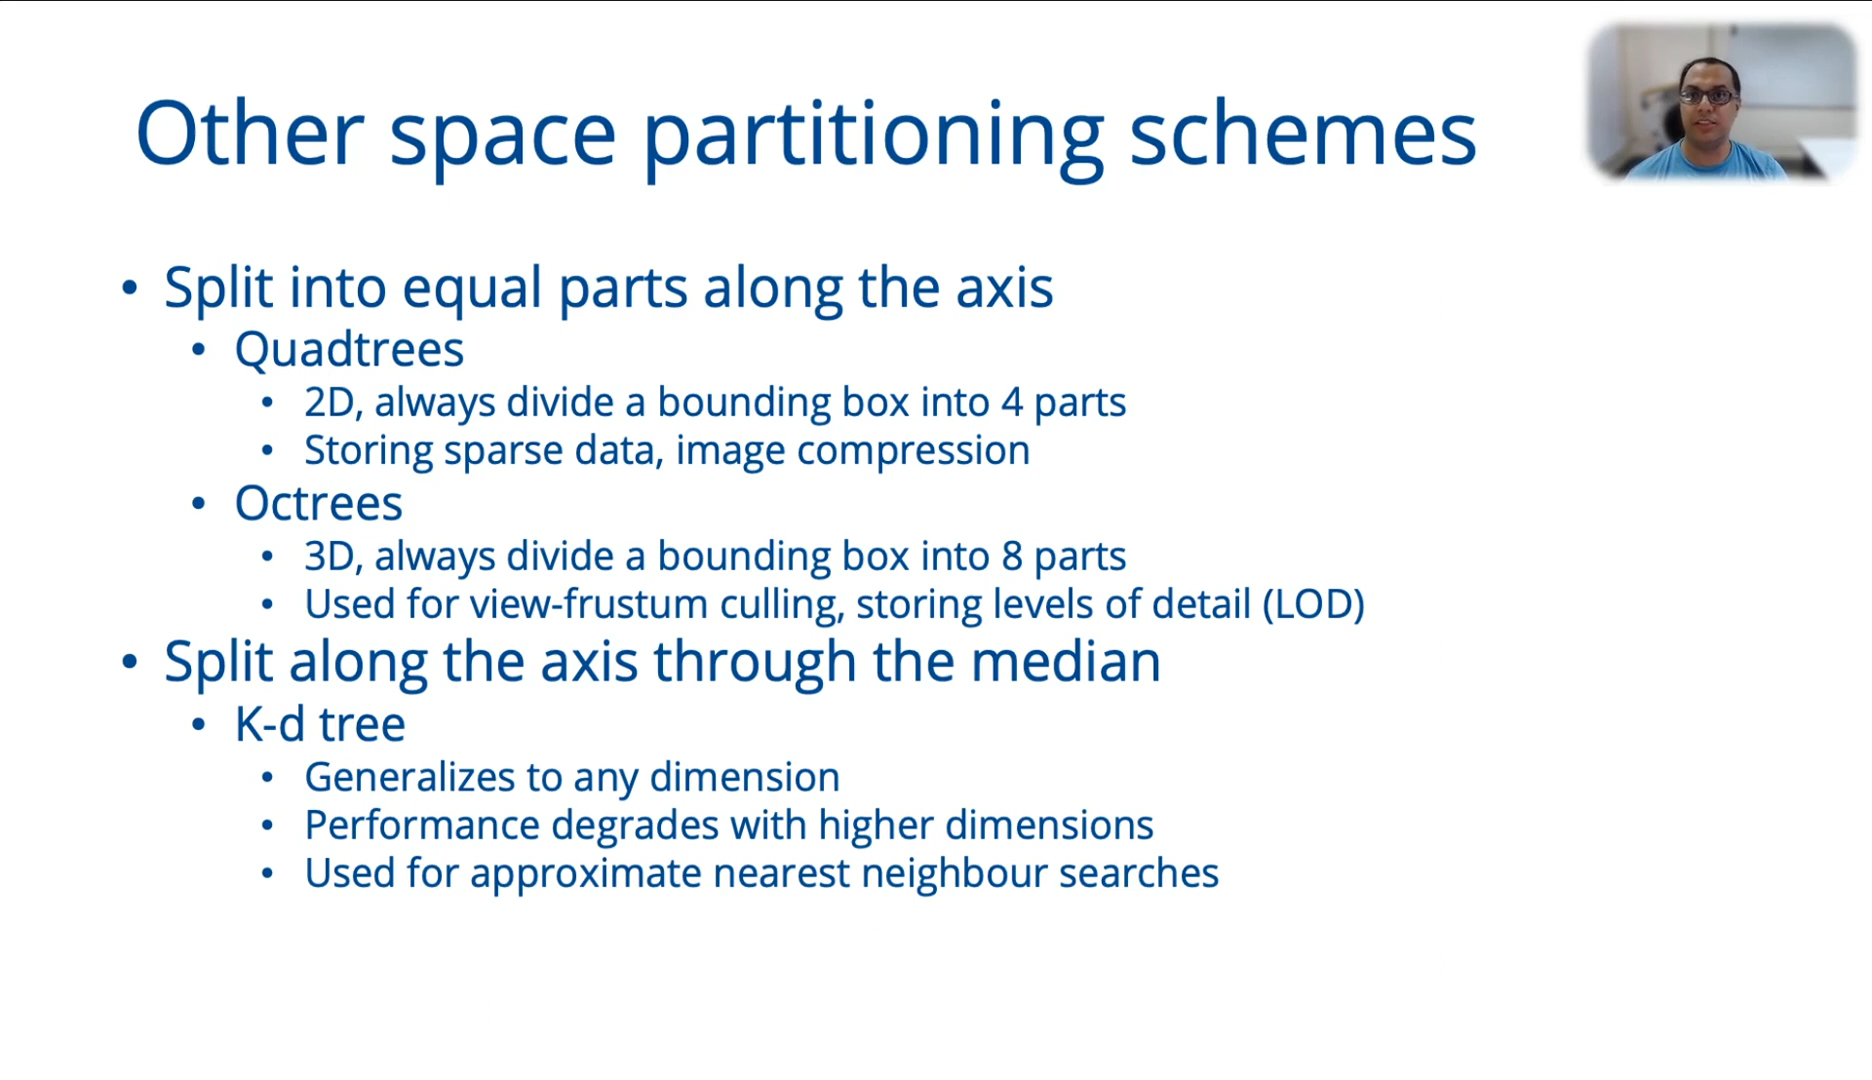 Other space partitioning schemes
• Split into equal parts along the axis
• Quadtrees
• 2D, always divide a bounding box into 4 parts
• Storing sparse data, image compression
• Octrees
• 3D, always divide a bounding box into 8 parts
• Used for view-frustum culling, storing levels of detail (LOD)
• Split along the axis through the median
• K-d tree
• Generalizes to any dimension
• Performance degrades with higher dimensions
• Used for approximate nearest neighbour searches